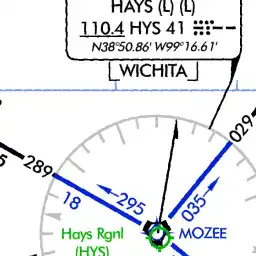 HAYS (L) (L)
110.4 HYS 41
N38°50.86' W99°16.61'
WICHITA
029
289
18
295
035
Hays Rgnl
(HYS)
MOZEE